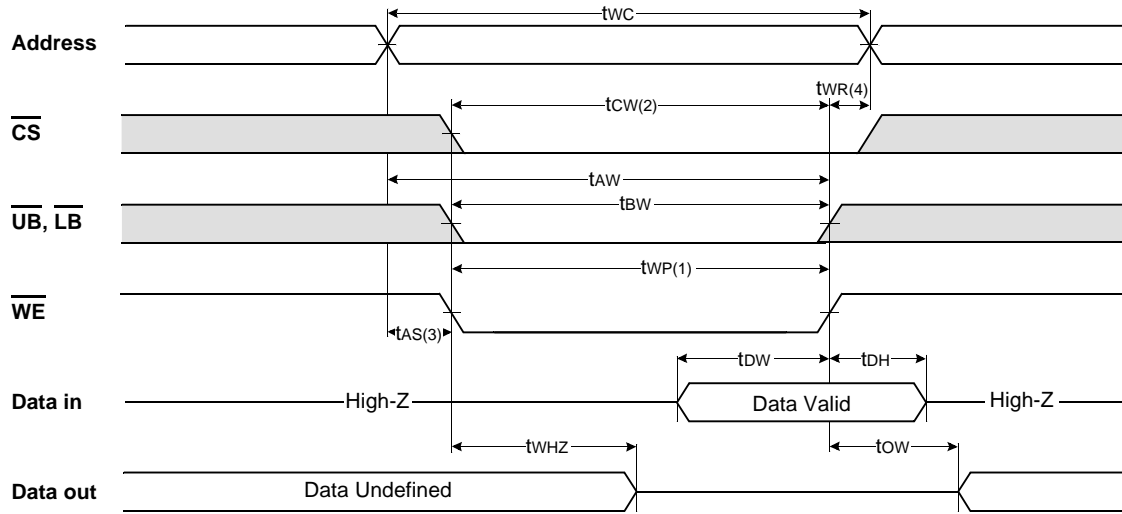 tWC
Address
tCW(2)
tWR(4)
CS
tAW
UB, LB
tBW
tWP(1)
WE
tAS(3)
tDW
tDH
Data in
High-Z
Data Valid
High-Z
tWHZ
tOW
Data out
Data Undefined